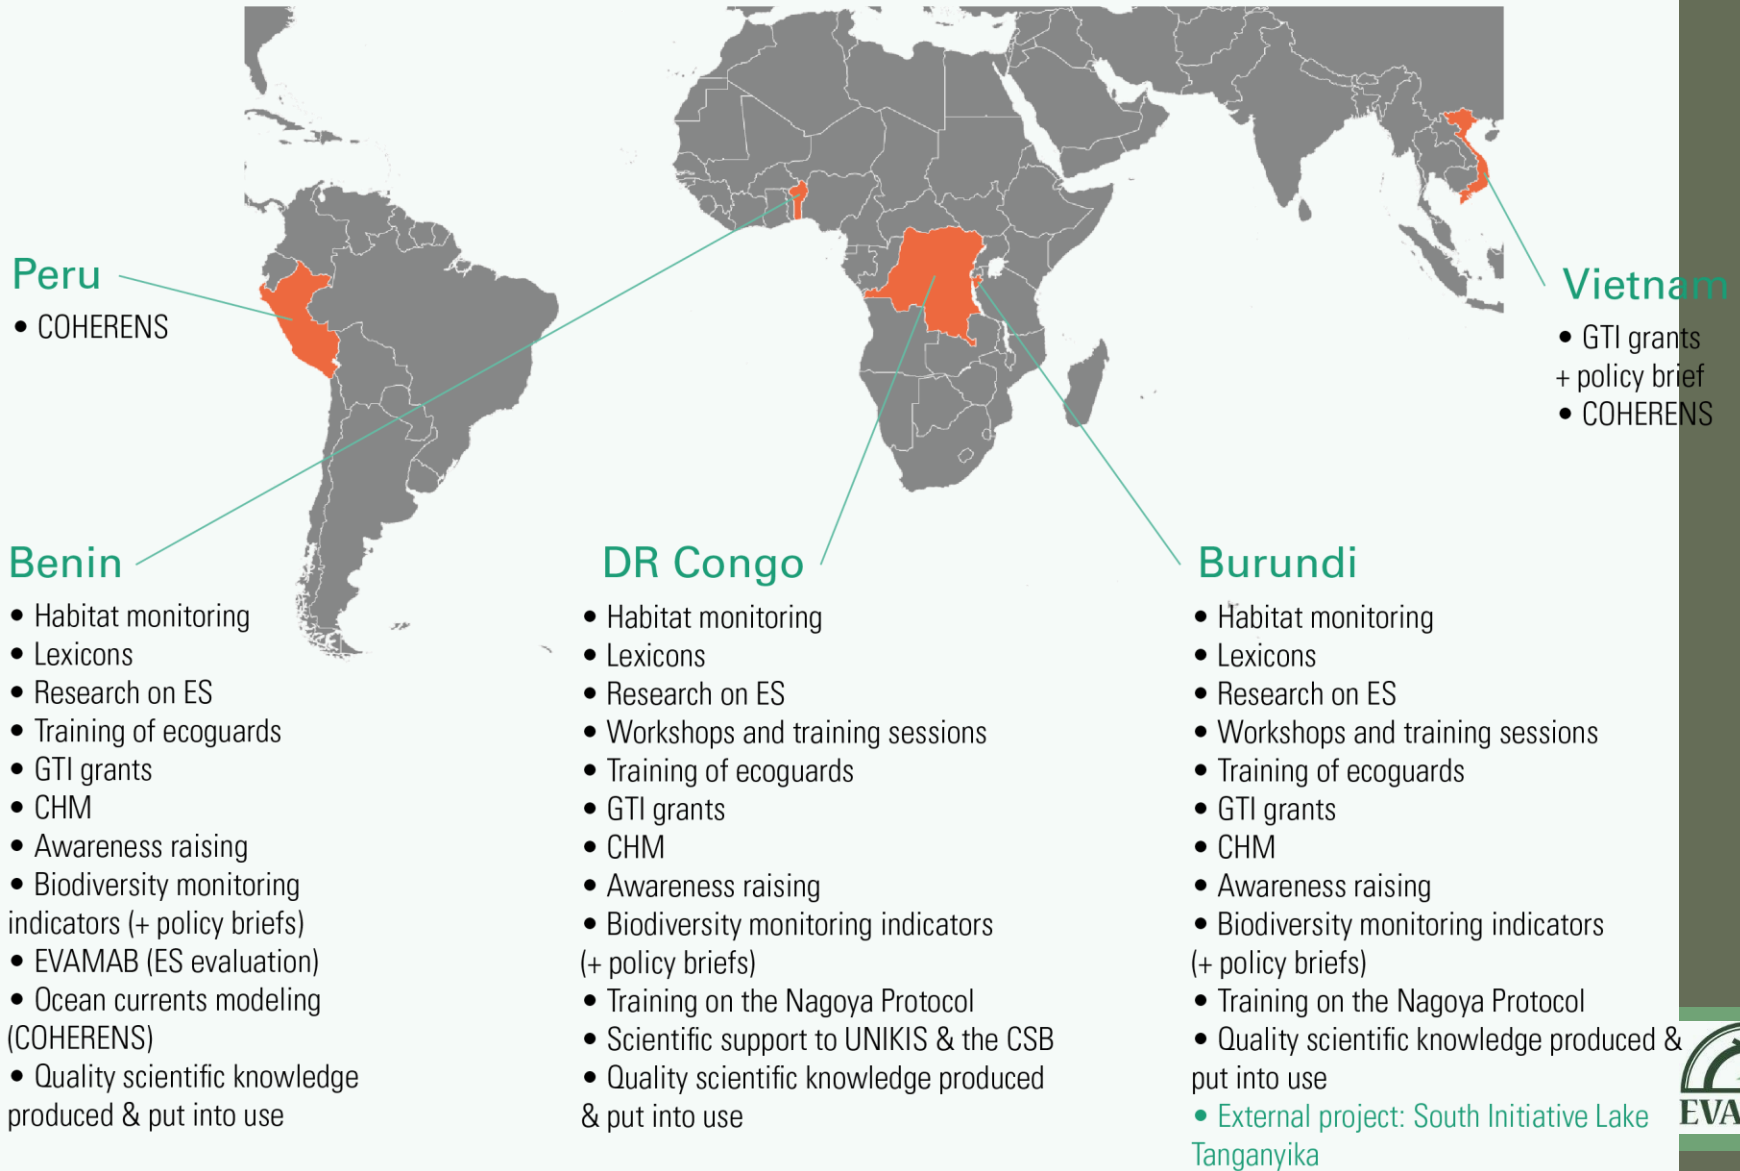 Peru
• COHERENS
Vietnam
• GTI grants
+ policy brief
• COHERENS
Benin
• Habitat monitoring
• Lexicons
• Research on ES
• Training of ecoguards
• GTI grants
• CHM
• Awareness raising
• Biodiversity monitoring
indicators (+ policy briefs)
• EVAMAB (ES evaluation)
• Ocean currents modeling
(COHERENS)
• Quality scientific knowledge
produced & put into use
DR Congo
• Habitat monitoring
• Lexicons
• Research on ES
• Workshops and training sessions
• Training of ecoguards
• GTI grants
• CHM
• Awareness raising
• Biodiversity monitoring indicators
(+ policy briefs)
• Training on the Nagoya Protocol
• Scientific support to UNIKIS & the CSB
• Quality scientific knowledge produced
& put into use
Burundi
• Habitat monitoring
• Lexicons
• Research on ES
• Workshops and training sessions
• Training of ecoguards
• GTI grants
• CHM
• Awareness raising
• Biodiversity monitoring indicators
(+ policy briefs)
• Training on the Nagoya Protocol
• Quality scientific knowledge produced &
put into use
• External project: South Initiative Lake
Tanganyika